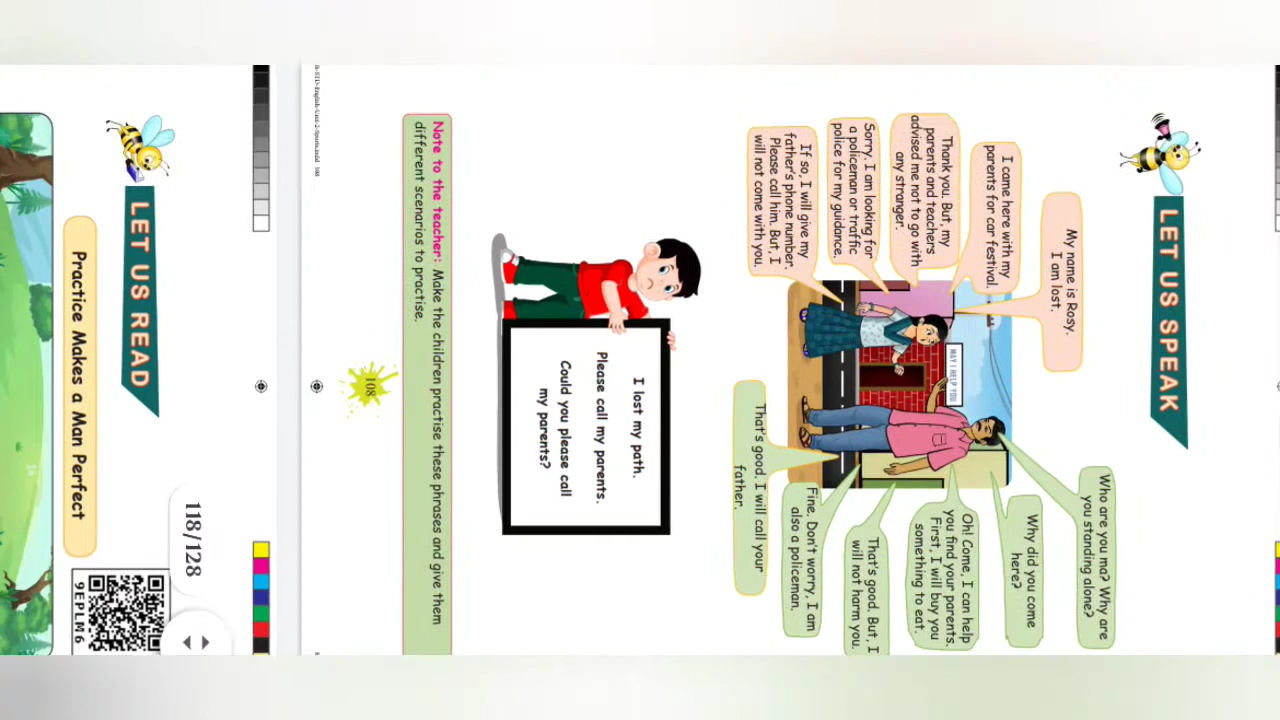 LET US SPEAK
Who are you ma? Why are
you standing alone?
My name is Rosy.
I am lost.
Why did you come
here?
I came here with my
parents for car festival.
Oh! Come, I can help
you find your parents.
First, I will buy you
something to eat.
Thank you. But, my
parents and teachers
advised me not to go with
any stranger.
That's good. But, I
will not harm you.
Sorry. I am looking for
a policeman or traffic
police for my guidance.
Fine. Don't worry, I am
also a policeman.
If so, I will give my
father's phone number.
Please call him. But, I
will not come with you.
That's good. I will call your
father.
MAY I HELP YOU
I lost my path.
Please call my parents.
Could you please call
my parents?
Note to the teacher: Make the children practise these phrases and give them
different scenarios to practise.
108
LET US READ
Practice Makes a Man Perfect
118/128
9EPLM6